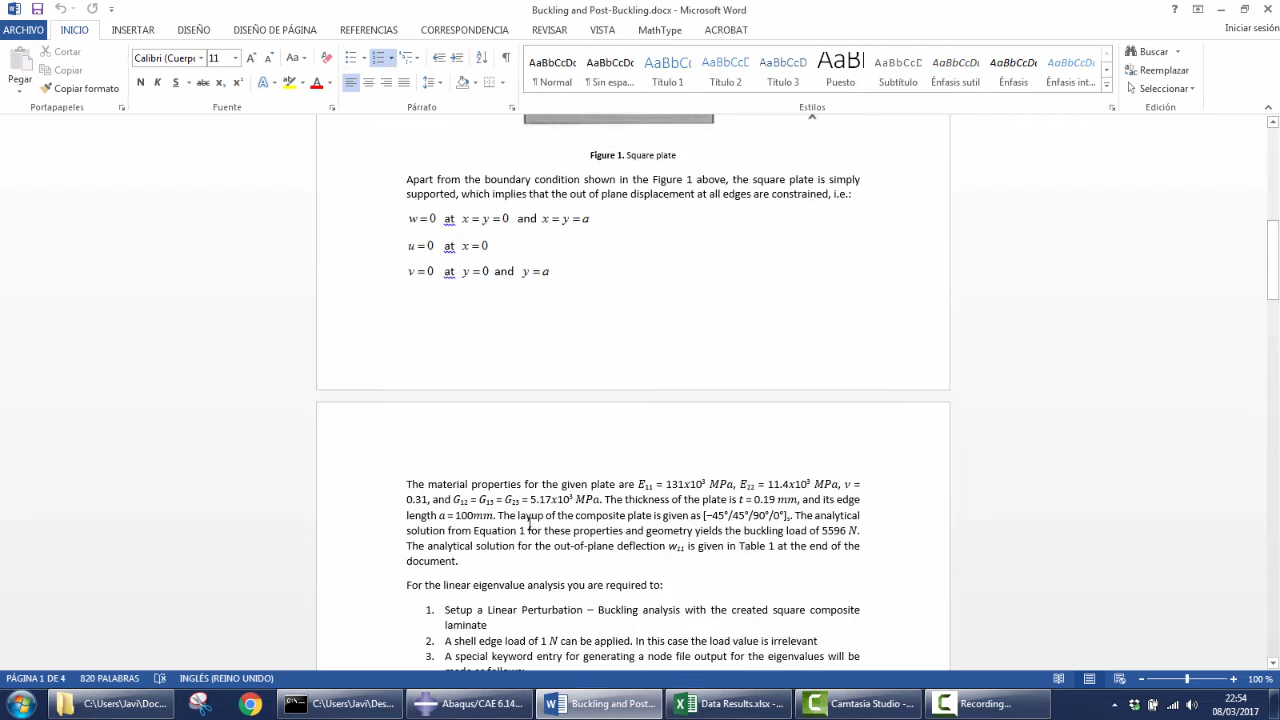 Buckling and Post-Buckling.docx - Microsoft Word
ARCHIVO INICIO INSERTAR DISEÑO DISEÑO DE PÁGINA REFERENCIAS CORRESPONDENCIA REVISAR VISTA MathType ACROBAT Iniciar sesión
Pegar
Cortar
Copiar
Copiar formato
Portapapeles
Calibri (Cuerp 11
N K S abc
Fuente
Párrafo
AaBbCcDc AaBbCcDc AaBbC AaBbCcD AaBbCcD AaB AaBbCcD AaBbCcDt AaBbCcDt AaBbCcDt
¶ Normal ¶ Sin espa... Título 1 Título 2 Título 3 Puesto Subtítulo Énfasis sutil Énfasis Énfasis int...
Estilos
Buscar
Reemplazar
Seleccionar
Edición
Figure 1. Square plate
Apart from the boundary condition shown in the Figure 1 above, the square plate is simply
supported, which implies that the out of plane displacement at all edges are constrained, i.e.:
w = 0 at x = y = 0 and x = y = a
u = 0 at x = 0
v = 0 at y = 0 and y = a
The material properties for the given plate are E₁₁ = 131x10³ MPa, E₂₂ = 11.4x10³ MPa, ν =
0.31, and G₁₂ = G₁₃ = G₂₃ = 5.17x10³ MPa. The thickness of the plate is t = 0.19 mm, and its edge
length a = 100mm. The layup of the composite plate is given as [−45°/45°/90°/0°]ₛ. The analytical
solution from Equation 1 for these properties and geometry yields the buckling load of 5596 N.
The analytical solution for the out-of-plane deflection w₁₁ is given in Table 1 at the end of the
document.
For the linear eigenvalue analysis you are required to:
1. Setup a Linear Perturbation – Buckling analysis with the created square composite
laminate
2. A shell edge load of 1 N can be applied. In this case the load value is irrelevant
3. A special keyword entry for generating a node file output for the eigenvalues will be
PÁGINA 1 DE 4 820 PALABRAS INGLÉS (REINO UNIDO) 100 %
C:\Users\Javi\Doc... C:\Users\Javi\Des... Abaqus/CAE 6.14... Buckling and Post... Data Results.xlsx -... Camtasia Studio -... Recording...
22:54
08/03/2017